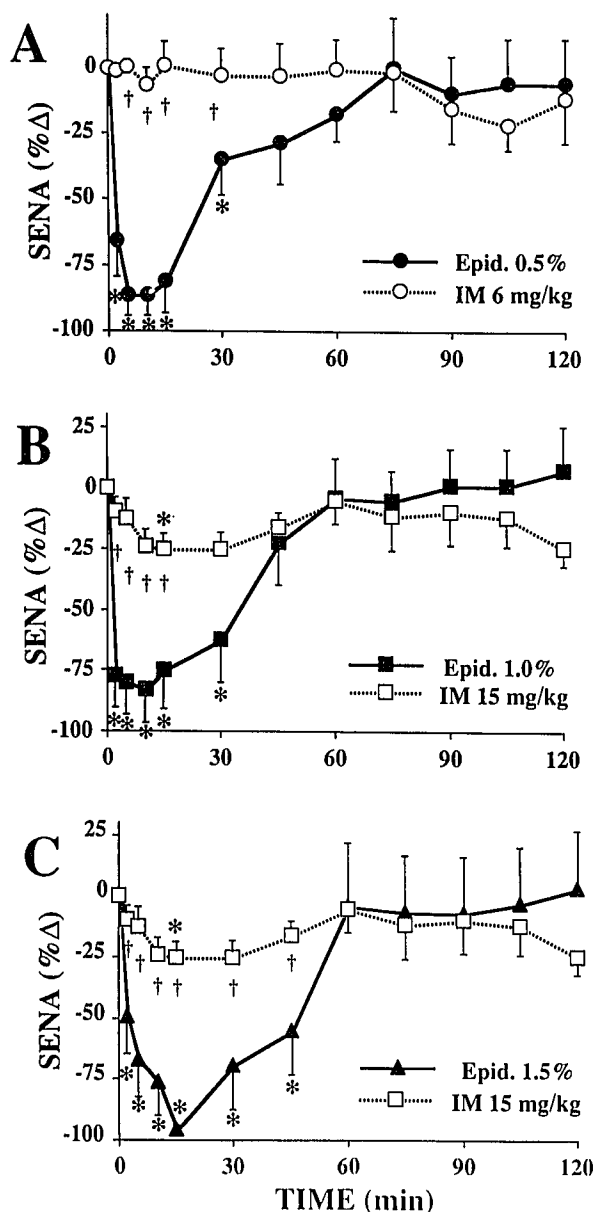 A
SENA (%Δ)
0
-25
-50
-75
-100
† † † †
*
* * * *
Epid. 0.5%
IM 6 mg/kg
0 30 60 90 120
B
SENA (%Δ)
25
0
-25
-50
-75
-100
*
† † † †
*
* * * *
Epid. 1.0%
IM 15 mg/kg
0 30 60 90 120
C
SENA (%Δ)
25
0
-25
-50
-75
-100
*
† † † † † †
* * * * * *
Epid. 1.5%
IM 15 mg/kg
0 30 60 90 120
TIME (min)